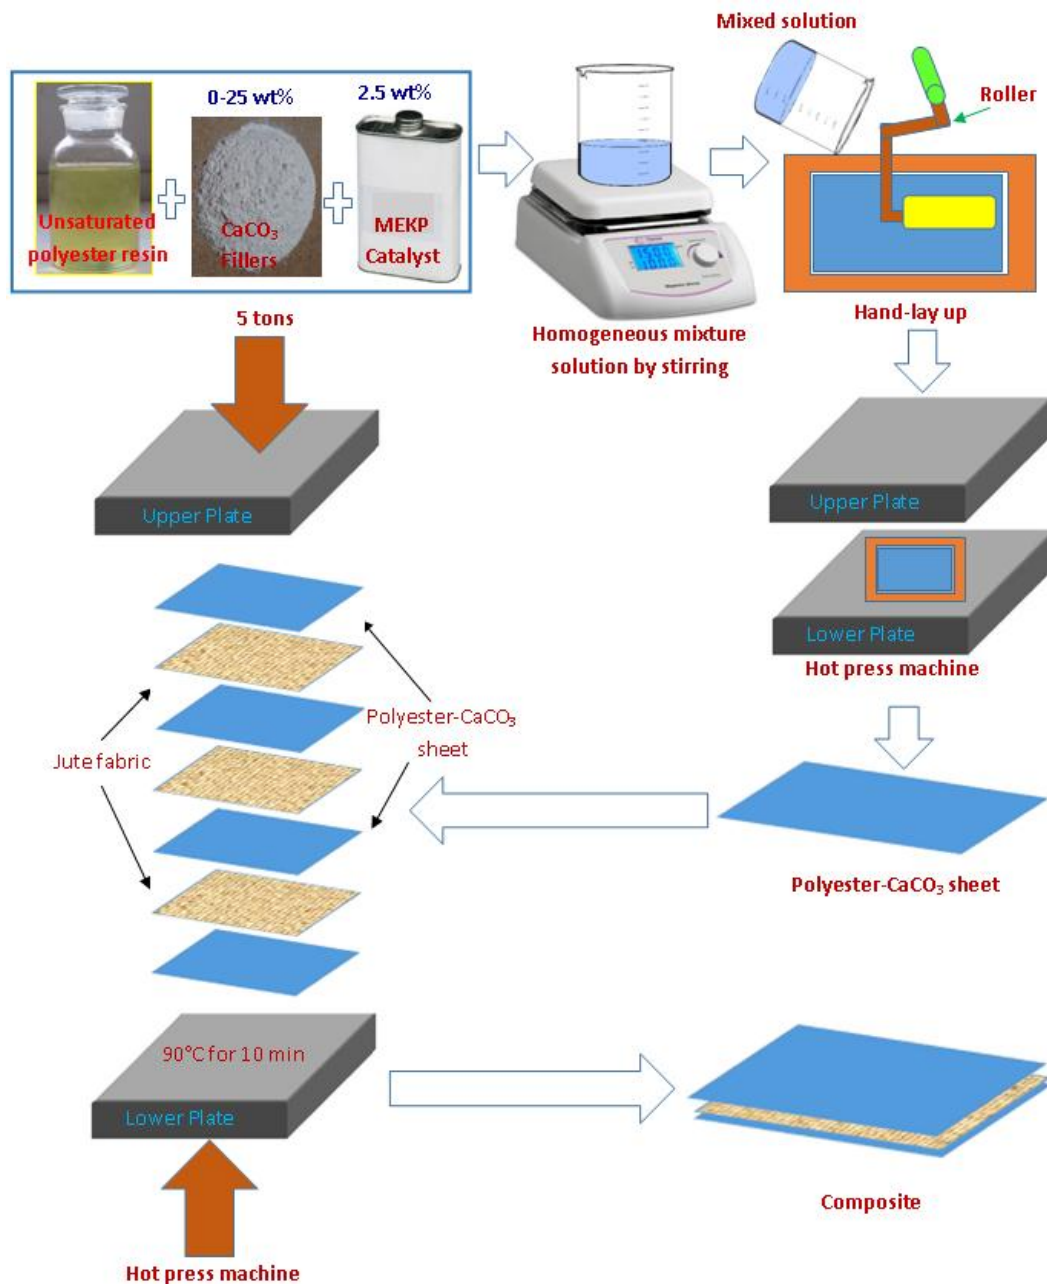 Mixed solution
0-25 wt%
2.5 wt%
Roller
Unsaturated
polyester resin
CaCO₃
Fillers
MEKP
Catalyst
5 tons
Homogeneous mixture
solution by stirring
Hand-lay up
Upper Plate
Upper Plate
Lower Plate
Hot press machine
Polyester-CaCO₃
sheet
Jute fabric
Polyester-CaCO₃ sheet
90°C for 10 min
Lower Plate
Composite
Hot press machine